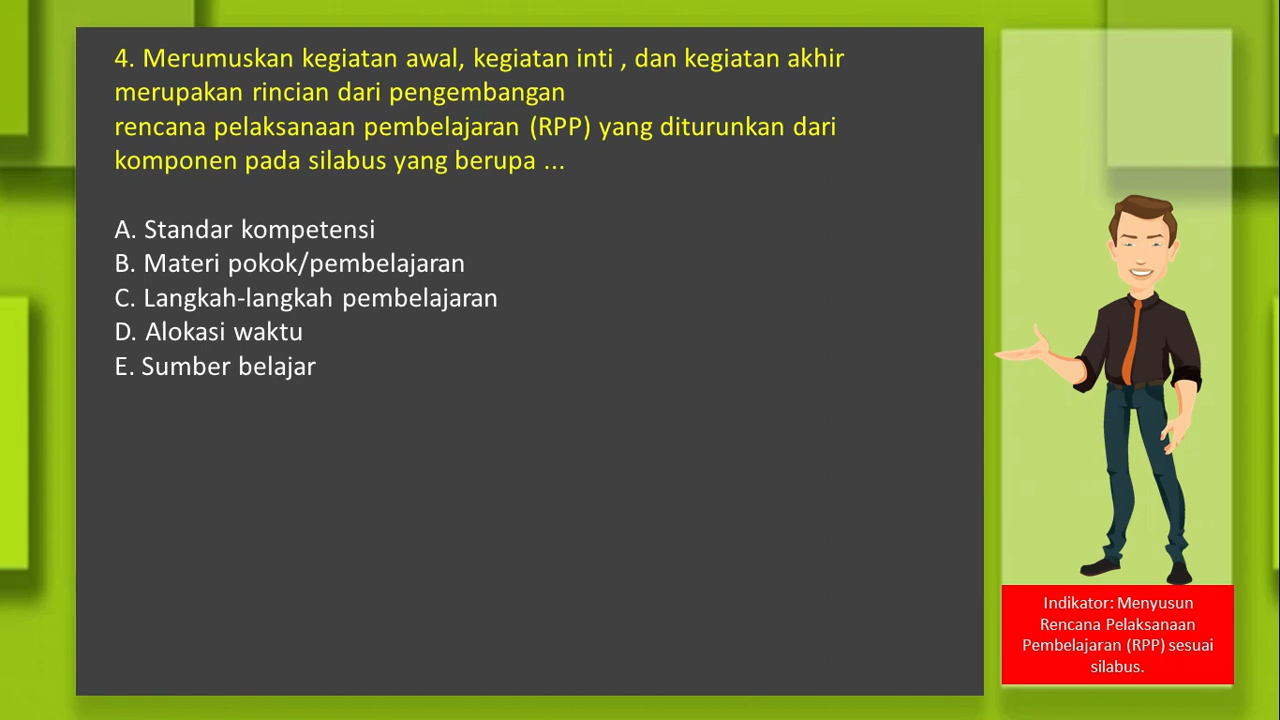 4. Merumuskan kegiatan awal, kegiatan inti , dan kegiatan akhir
merupakan rincian dari pengembangan
rencana pelaksanaan pembelajaran (RPP) yang diturunkan dari
komponen pada silabus yang berupa ...
A. Standar kompetensi
B. Materi pokok/pembelajaran
C. Langkah-langkah pembelajaran
D. Alokasi waktu
E. Sumber belajar
Indikator: Menyusun
Rencana Pelaksanaan
Pembelajaran (RPP) sesuai
silabus.